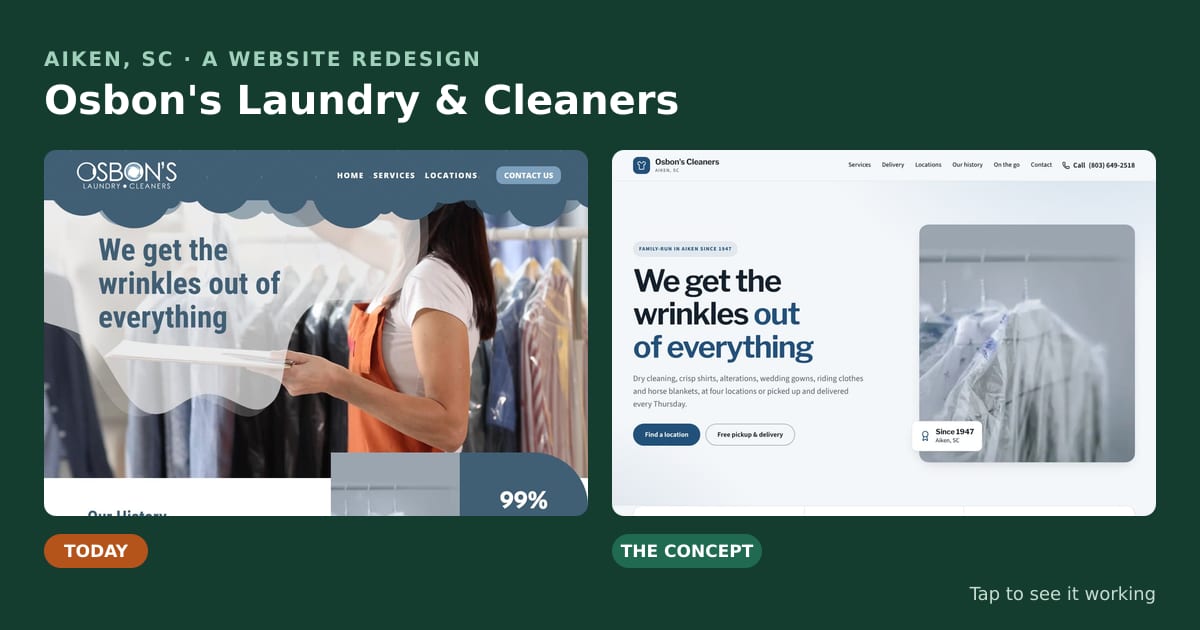 AIKEN, SC · A WEBSITE REDESIGN
Osbon's Laundry & Cleaners
OSBON'S
LAUNDRY • CLEANERS
HOME SERVICES LOCATIONS CONTACT US
We get the
wrinkles out of
everything
Our History
99%
TODAY
Osbon's Cleaners
AIKEN, SC
Services Delivery Locations Our history On the go Contact Call (803) 649-2518
FAMILY-RUN IN AIKEN SINCE 1947
We get the
wrinkles out
of everything
Dry cleaning, crisp shirts, alterations, wedding gowns, riding clothes
and horse blankets, at four locations or picked up and delivered
every Thursday.
Find a location Free pickup & delivery
Since 1947
Aiken, SC
THE CONCEPT
Tap to see it working